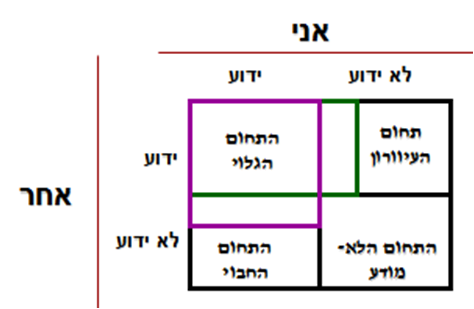 אני
ידוע
לא ידוע
אחר
ידוע
התחום
הגלוי
תחום
העיוורון
לא ידוע
התחום
החבוי
התחום הלא-
מודע